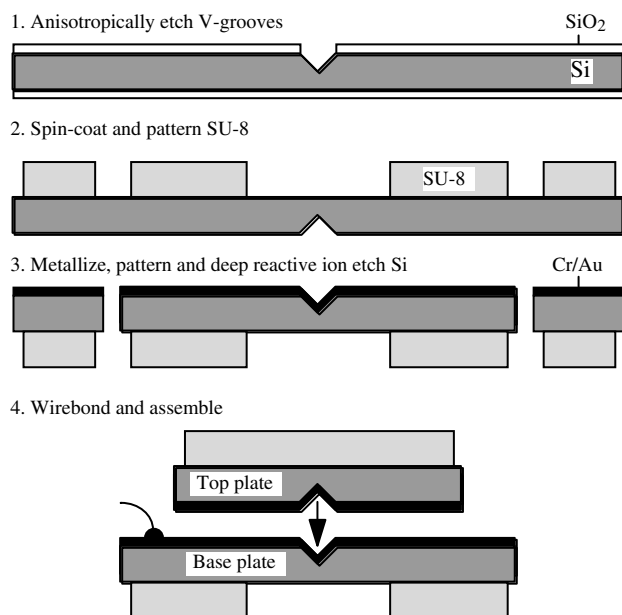 1. Anisotropically etch V-grooves
SiO2
Si
2. Spin-coat and pattern SU-8
SU-8
3. Metallize, pattern and deep reactive ion etch Si
Cr/Au
4. Wirebond and assemble
Top plate
Base plate